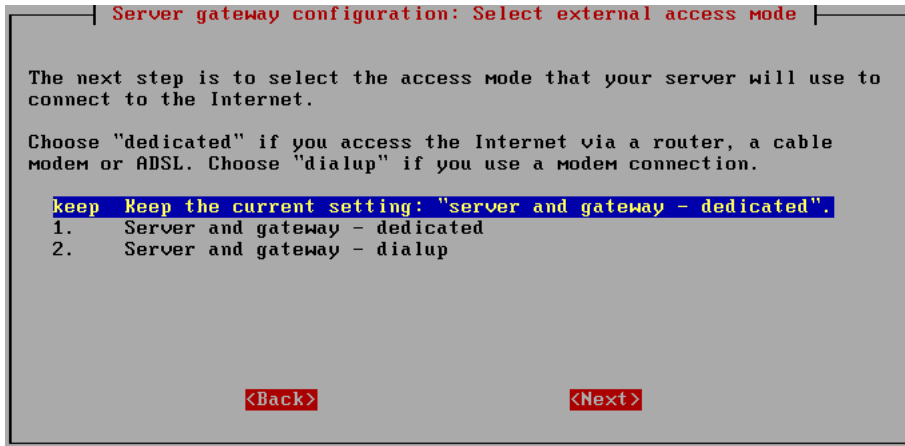 Server gateway configuration: Select external access mode
The next step is to select the access mode that your server will use to
connect to the Internet.
Choose "dedicated" if you access the Internet via a router, a cable
modem or ADSL. Choose "dialup" if you use a modem connection.
keep Keep the current setting: "server and gateway - dedicated".
1. Server and gateway - dedicated
2. Server and gateway - dialup
<Back> <Next>